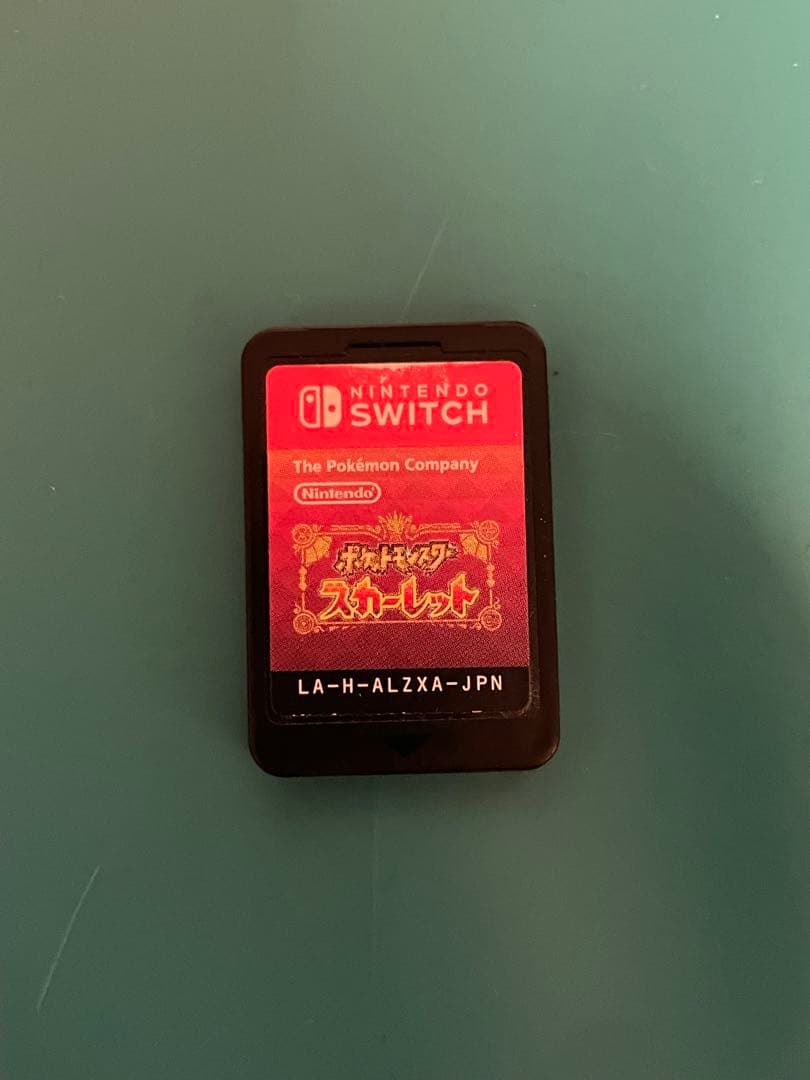 NINTENDO
SWITCH
The Pokémon Company
Nintendo
ポケットモンスター
スカーレット
LA-H-ALZXA-JPN